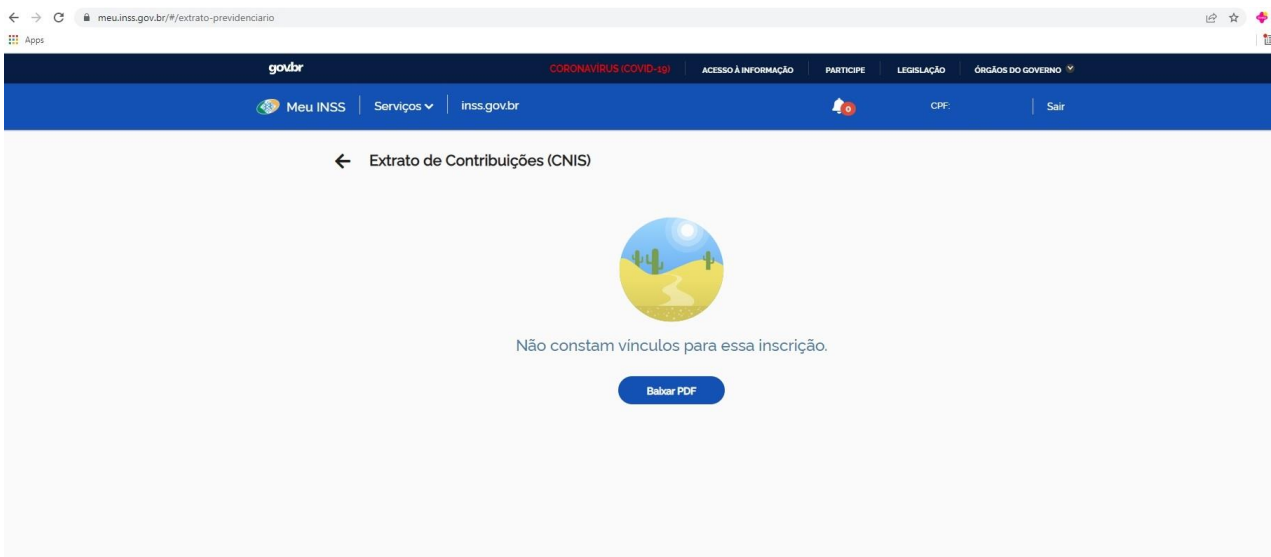 meu.inss.gov.br/#/extrato-previdenciario
Apps
gov.br CORONAVÍRUS (COVID-19) ACESSO À INFORMAÇÃO PARTICIPE LEGISLAÇÃO ÓRGÃOS DO GOVERNO
Meu INSS Serviços inss.gov.br 0 CPF: Sair
Extrato de Contribuições (CNIS)
Não constam vínculos para essa inscrição.
Baixar PDF